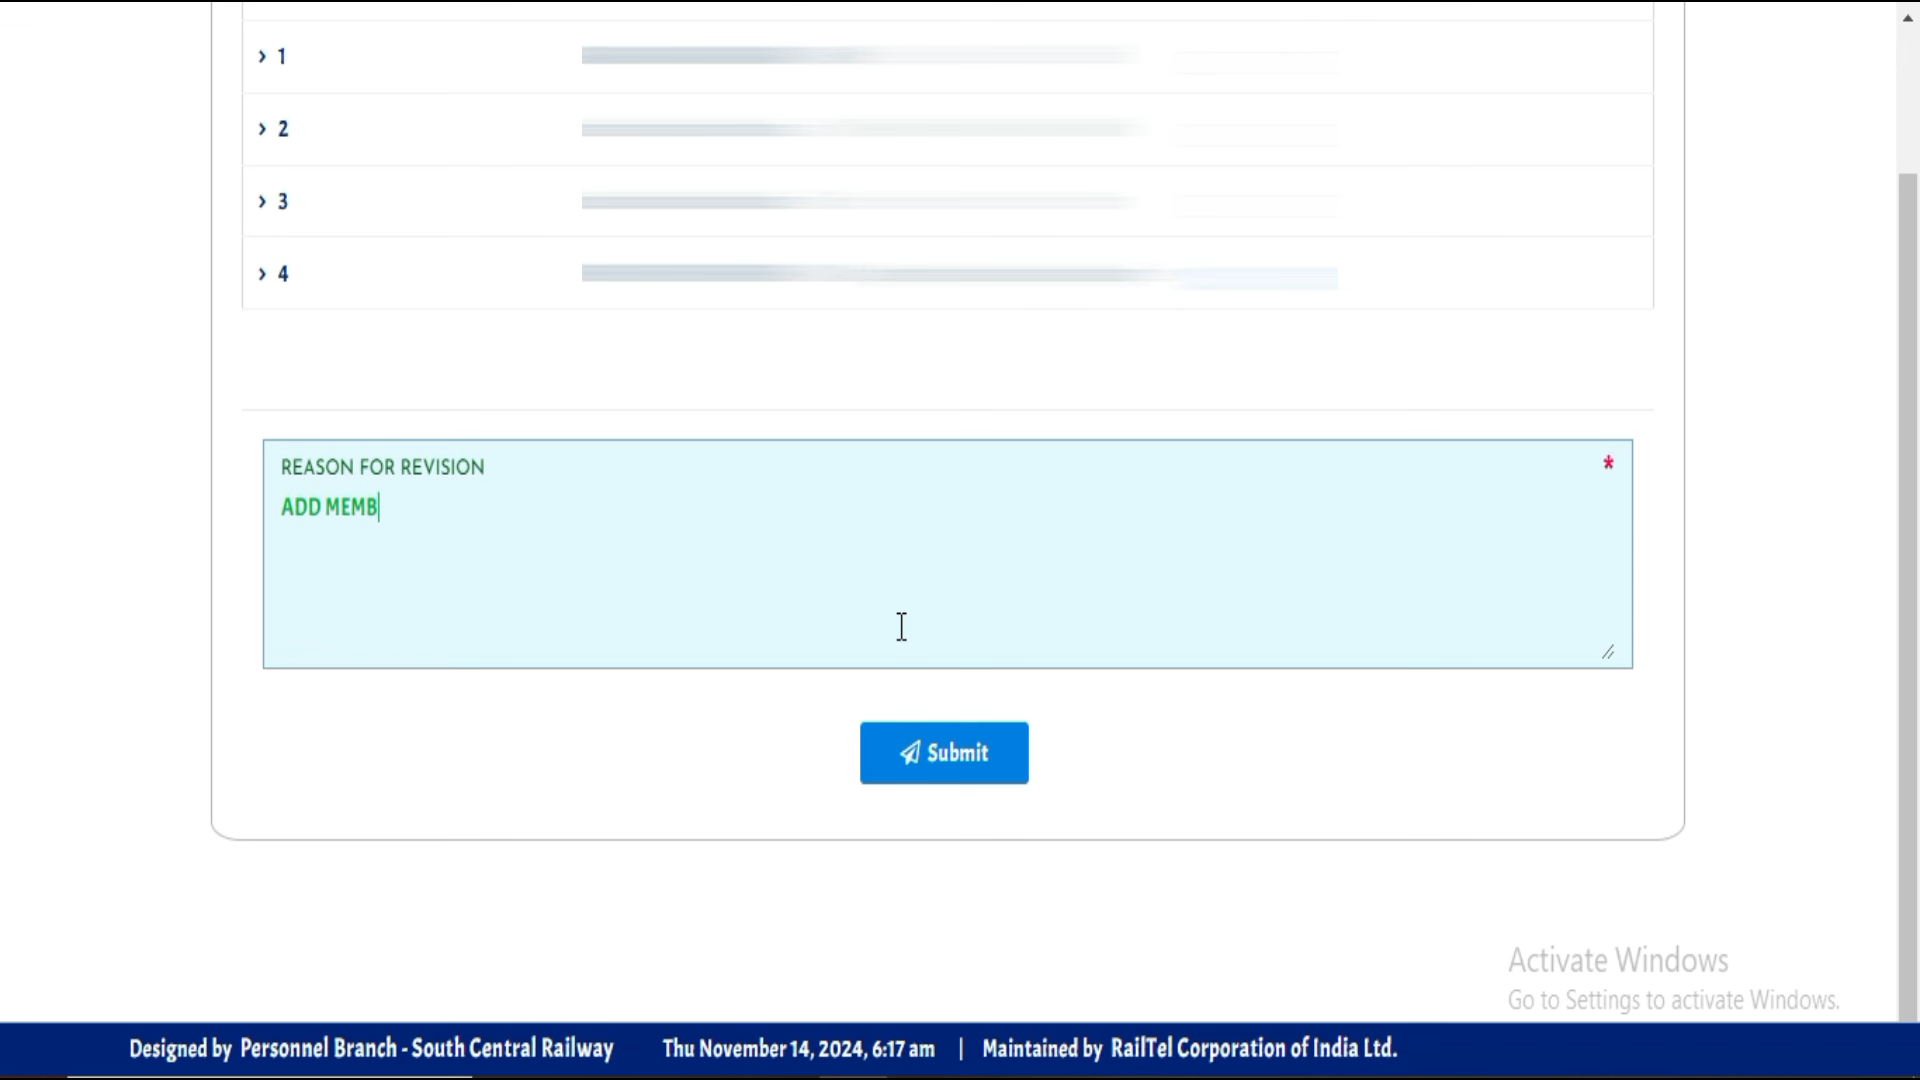 > 1
> 2
> 3
> 4
REASON FOR REVISION *
ADD MEMB
Submit
Activate Windows
Go to Settings to activate Windows.
Designed by Personnel Branch - South Central Railway Thu November 14, 2024, 6:17 am | Maintained by RailTel Corporation of India Ltd.